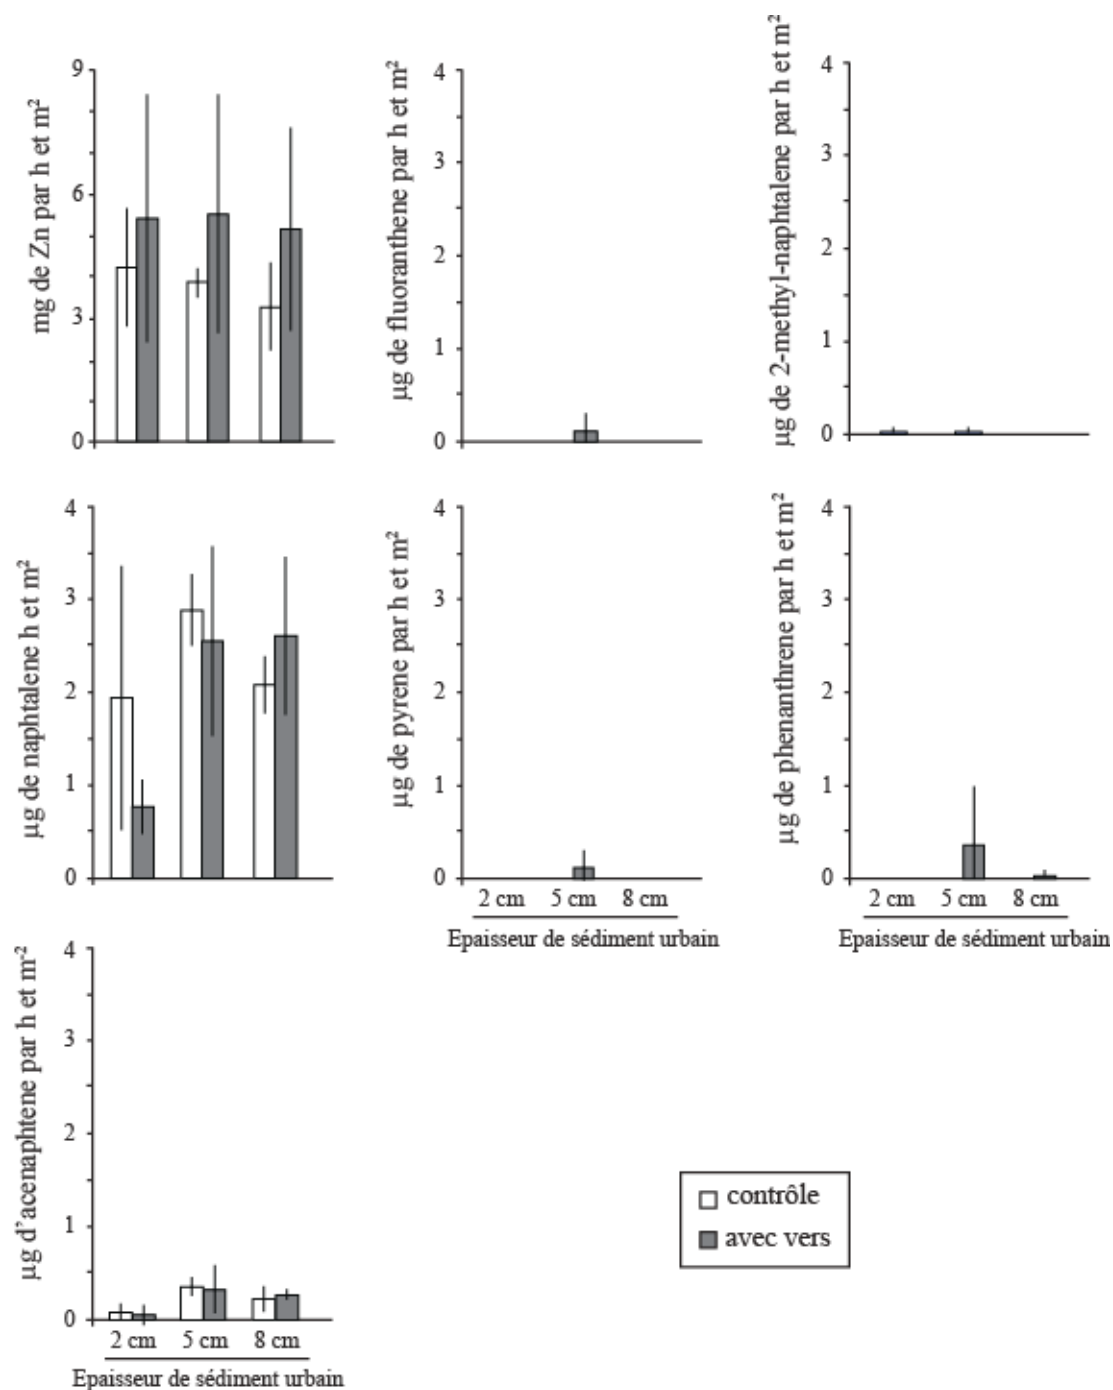 mg de Zn par h et m²
9
6
3
0
µg de fluoranthene par h et m²
4
3
2
1
0
µg de 2-methyl-naphtalene par h et m²
4
3
2
1
0
µg de naphtalene h et m²
4
3
2
1
0
µg de pyrene par h et m²
4
3
2
1
0
2 cm 5 cm 8 cm
Epaisseur de sédiment urbain
µg de phenanthrene par h et m²
4
3
2
1
0
2 cm 5 cm 8 cm
Epaisseur de sédiment urbain
µg d'acenaphtene par h et m⁻²
4
3
2
1
0
2 cm 5 cm 8 cm
Epaisseur de sédiment urbain
contrôle
avec vers